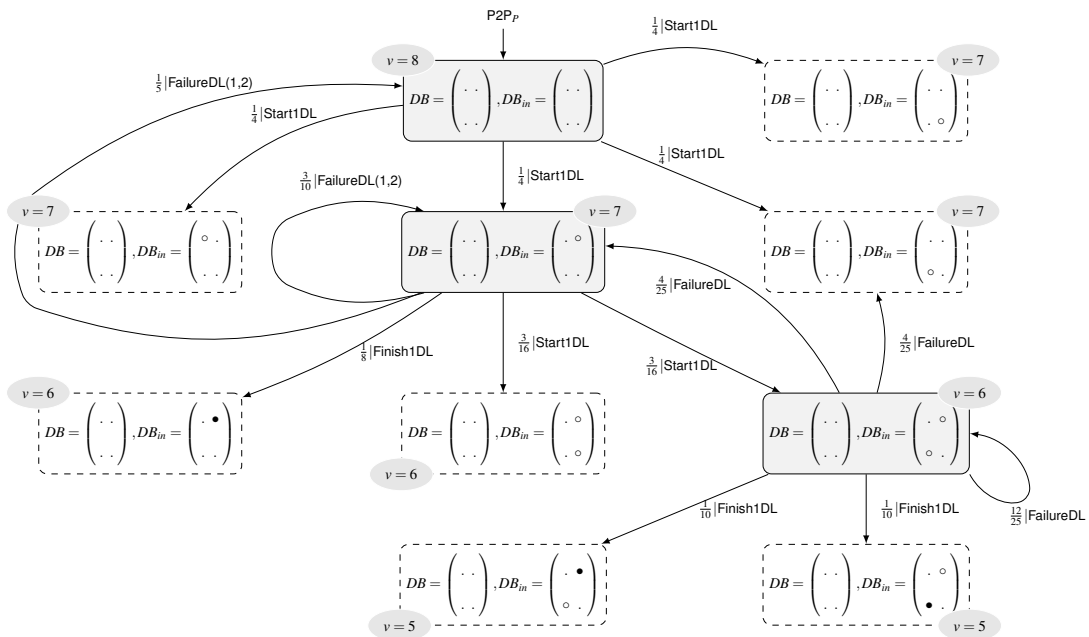 P2P_P
1/4|Start1DL
v = 8
v = 7
1/5|FailureDL(1,2)
DB = ( . . . . ) , DB_in = ( . . . . )
DB = ( . . . . ) , DB_in = ( . . . ○ )
1/4|Start1DL
1/4|Start1DL
1/4|Start1DL
3/10|FailureDL(1,2)
v = 7
v = 7
v = 7
DB = ( . . . . ) , DB_in = ( ○ . . . )
DB = ( . . . . ) , DB_in = ( . ○ . . )
DB = ( . . . . ) , DB_in = ( . . ○ . )
4/25|FailureDL
1/8|Finish1DL
3/16|Start1DL
3/16|Start1DL
4/25|FailureDL
v = 6
v = 6
DB = ( . . . . ) , DB_in = ( . ● . . )
DB = ( . . . . ) , DB_in = ( . ○ . ○ )
DB = ( . . . . ) , DB_in = ( . ○ ○ . )
v = 6
1/10|Finish1DL
1/10|Finish1DL
12/25|FailureDL
DB = ( . . . . ) , DB_in = ( . ● ○ . )
DB = ( . . . . ) , DB_in = ( . ○ ● . )
v = 5
v = 5